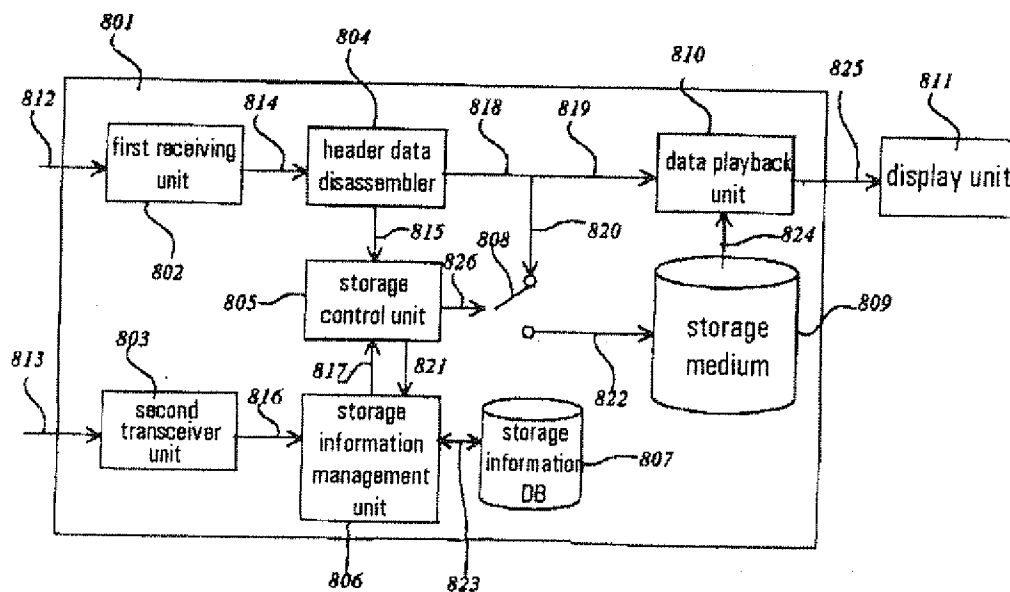 801
804
810
825
811
812
814
818
819
first receiving
unit
header data
disassembler
data playback
unit
display unit
802
815
820
808
824
826
805
storage
control unit
storage
medium
809
813
803
817
821
822
second
transceiver
unit
816
storage
information
management
unit
storage
information
DB
807
806
823